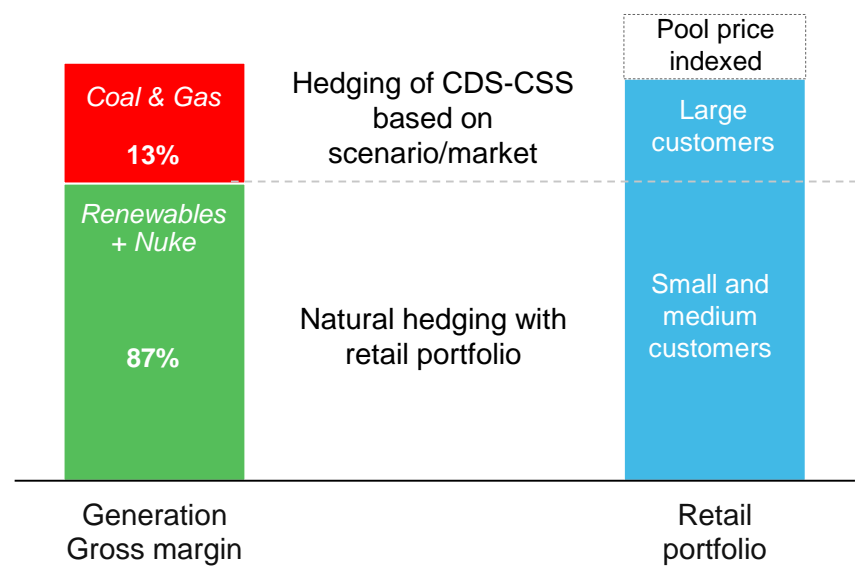 Coal & Gas
13%
Renewables
+ Nuke
87%
Generation
Gross margin
Hedging of CDS-CSS
based on
scenario/market
Natural hedging with
retail portfolio
Pool price
indexed
Large
customers
Small and
medium
customers
Retail
portfolio